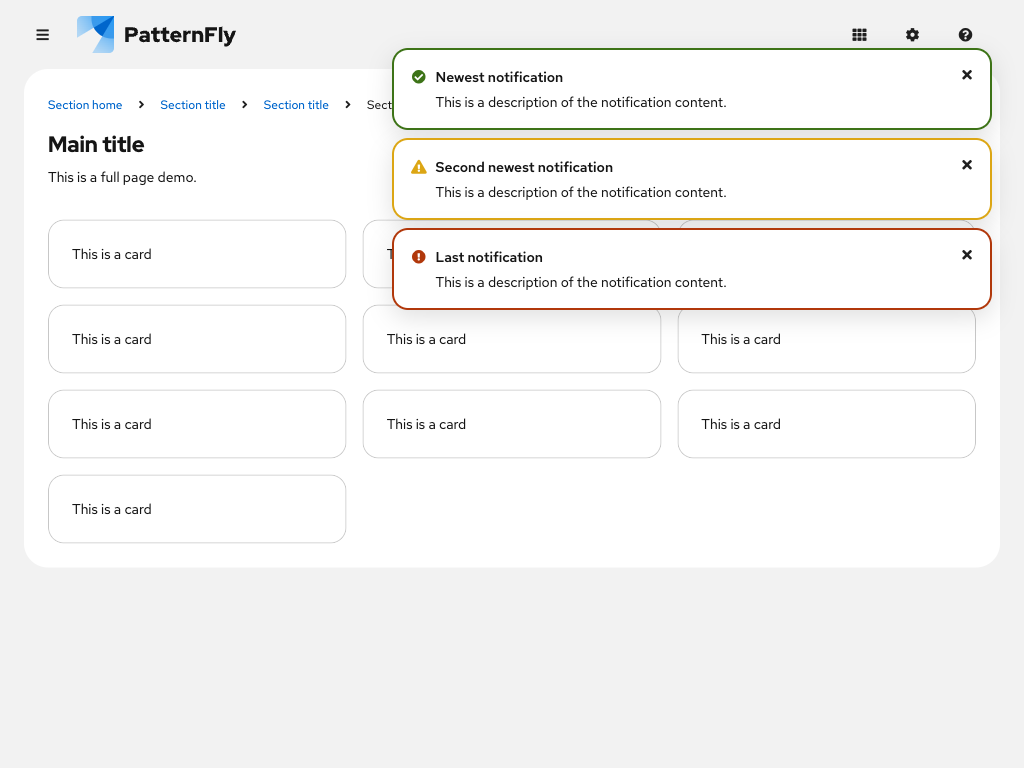 PatternFly
Newest notification
This is a description of the notification content.
Second newest notification
This is a description of the notification content.
Last notification
This is a description of the notification content.
Section home
Section title
Section title
Main title
This is a full page demo.
This is a card
This is a card
This is a card
This is a card
This is a card
This is a card
This is a card
This is a card